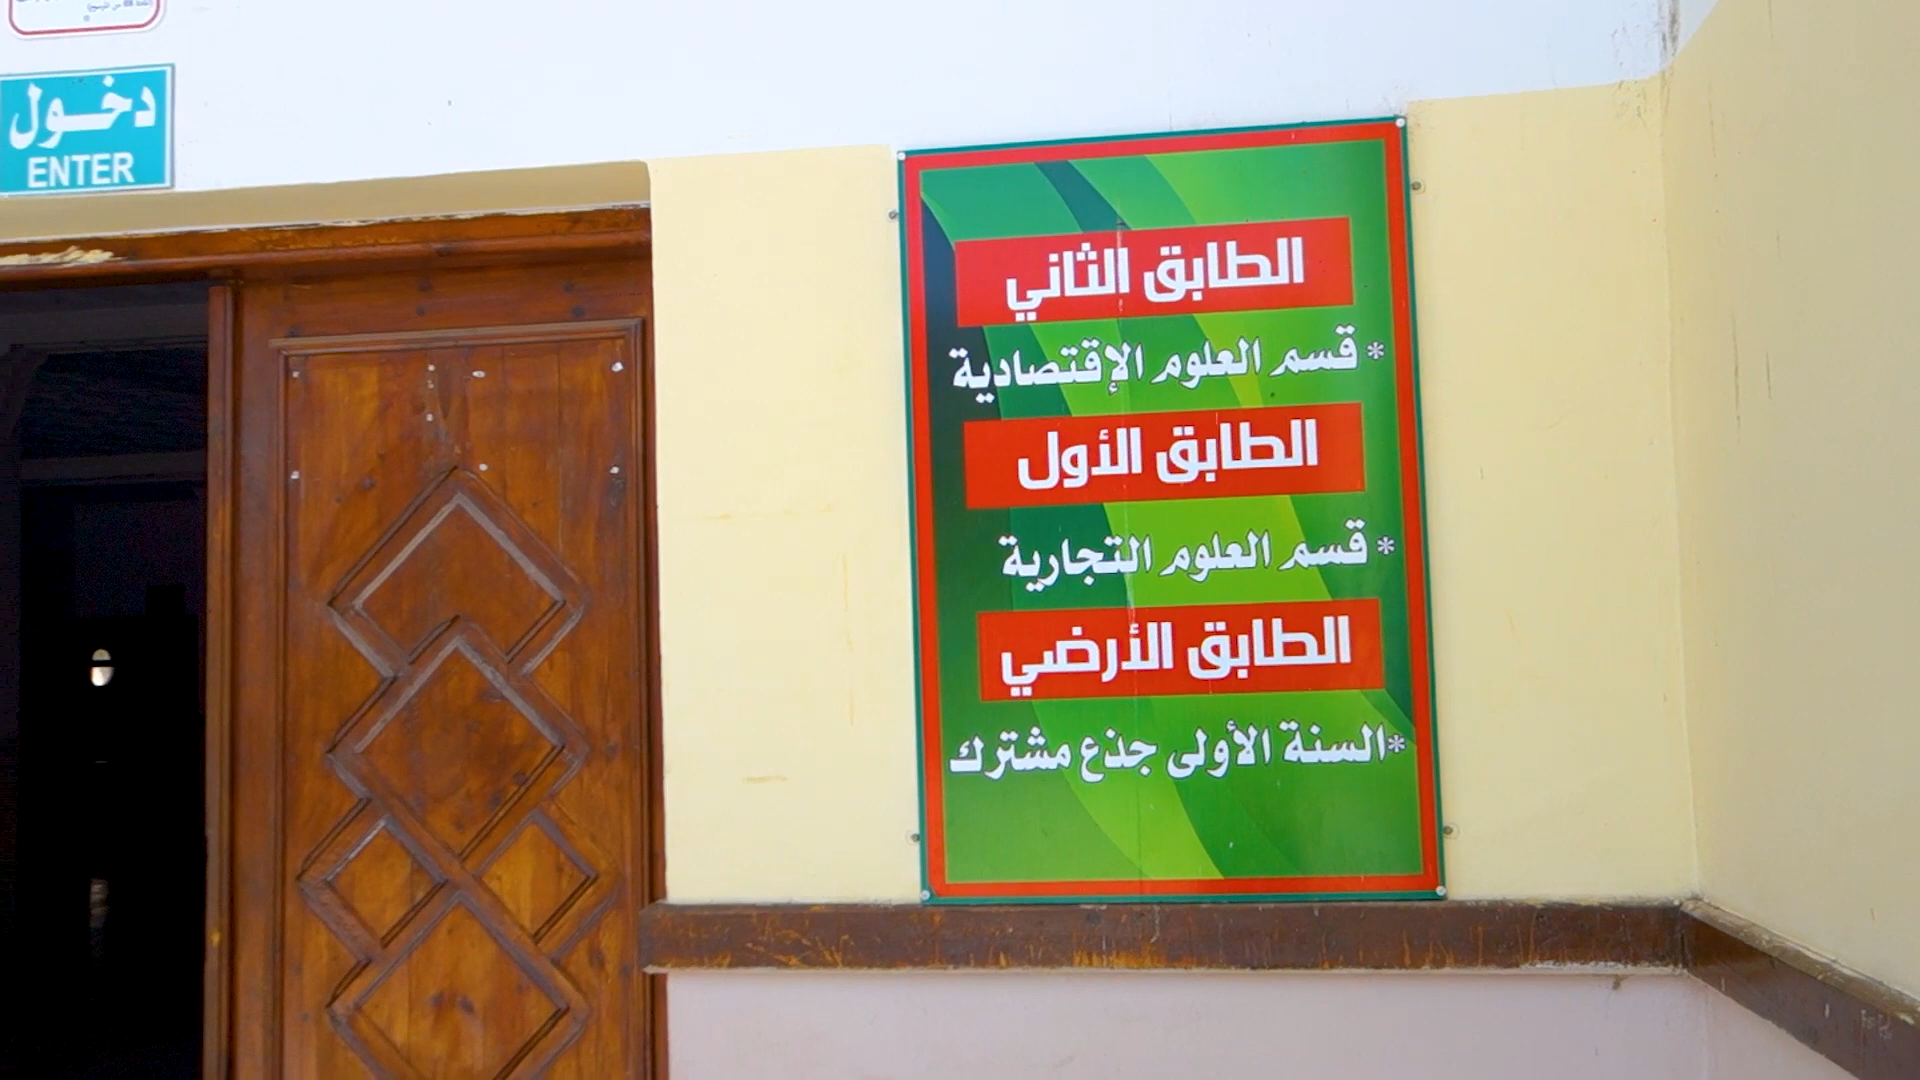 دخول
ENTER
الطابق الثاني
* قسم العلوم الإقتصادية
الطابق الأول
* قسم العلوم التجارية
الطابق الأرضي
*السنة الأولى جذع مشترك